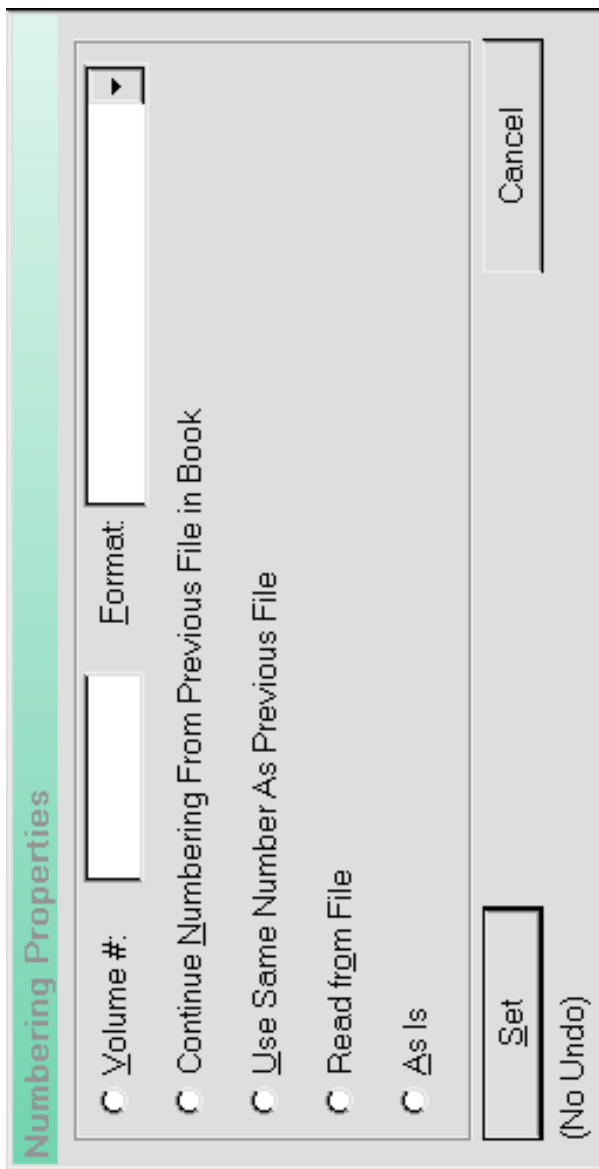 Numbering Properties
Volume #: Format:
Continue Numbering From Previous File in Book
Use Same Number As Previous File
Read from File
As Is
Set Cancel
(No Undo)